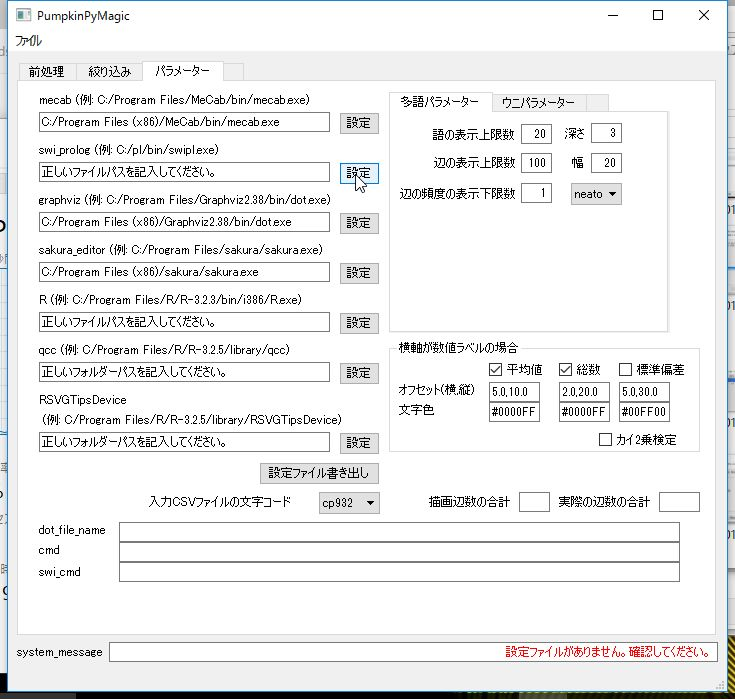 PumpkinPyMagic
ファイル
前処理 絞り込み パラメーター
mecab (例: C:/Program Files/MeCab/bin/mecab.exe)
C:/Program Files (x86)/MeCab/bin/mecab.exe 設定
swi_prolog (例: C:/pl/bin/swipl.exe)
正しいファイルパスを記入してください。 設定
graphviz (例: C:/Program Files/Graphviz2.38/bin/dot.exe)
C:/Program Files (x86)/Graphviz2.38/bin/dot.exe 設定
sakura_editor (例: C:/Program Files/sakura/sakura.exe)
C:/Program Files (x86)/sakura/sakura.exe 設定
R (例: C:/Program Files/R/R-3.2.3/bin/i386/R.exe)
正しいファイルパスを記入してください。 設定
qcc (例: C/Program Files/R/R-3.2.5/library/qcc)
正しいフォルダーパスを記入してください。 設定
RSVGTipsDevice
(例: C/Program Files/R/R-3.2.5/library/RSVGTipsDevice)
正しいフォルダーパスを記入してください。 設定
設定ファイル書き出し
多語パラメーター ウニパラメーター
語の表示上限数 20 深さ 3
辺の表示上限数 100 幅 20
辺の頻度の表示下限数 1 neato
横軸が数値ラベルの場合
平均値 総数 標準偏差
オフセット(横,縦) 5.0,10.0 2.0,20.0 5.0,30.0
文字色 #0000FF #0000FF #00FF00
カイ2乗検定
入力CSVファイルの文字コード cp932 描画辺数の合計 実際の辺数の合計
dot_file_name
cmd
swi_cmd
system_message 設定ファイルがありません。確認してください。